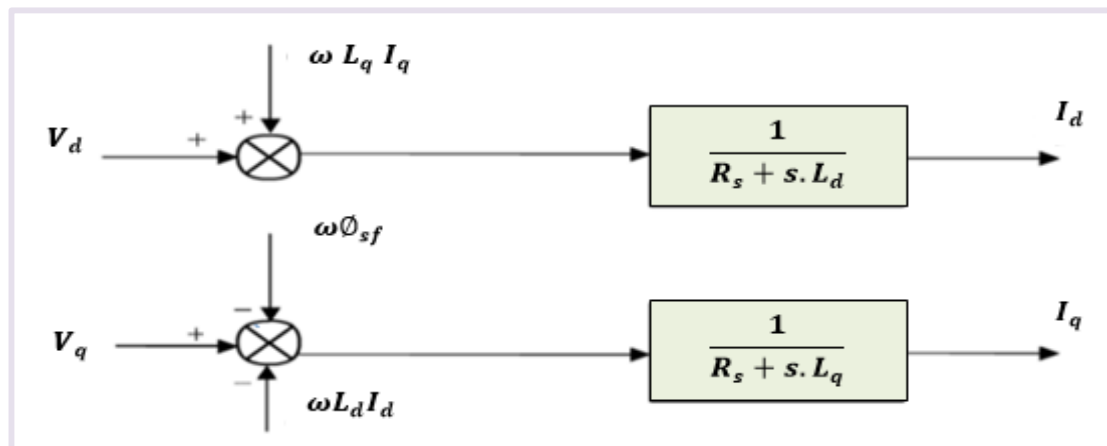 ω L_q I_q
+
V_d
+
1
R_s + s. L_d
I_d
ω∅_sf
−
V_q
+
1
R_s + s. L_q
I_q
−
ωL_d I_d